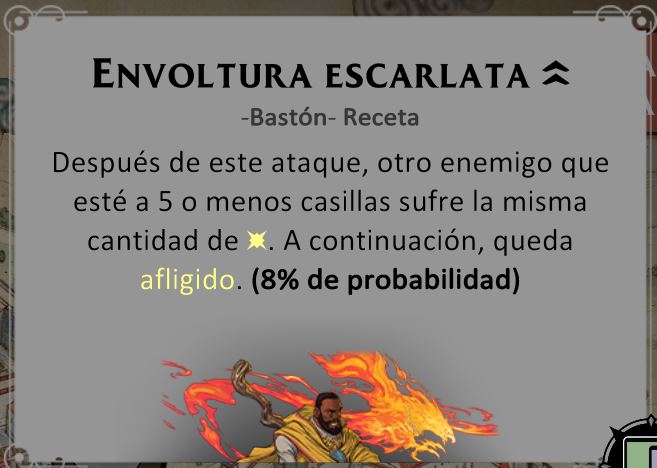 ENVOLTURA ESCARLATA
-Bastón- Receta
Después de este ataque, otro enemigo que
esté a 5 o menos casillas sufre la misma
cantidad de . A continuación, queda
afligido. (8% de probabilidad)